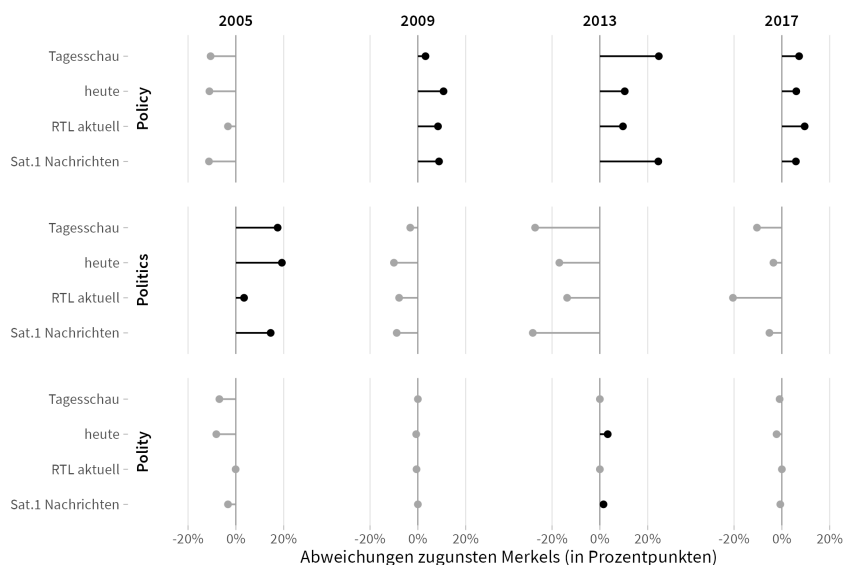 2005 2009 2013 2017
Tagesschau
heute
RTL aktuell
Sat.1 Nachrichten
Policy
Tagesschau
heute
RTL aktuell
Sat.1 Nachrichten
Politics
Tagesschau
heute
RTL aktuell
Sat.1 Nachrichten
Polity
-20% 0% 20% -20% 0% 20% -20% 0% 20% -20% 0% 20%
Abweichungen zugunsten Merkels (in Prozentpunkten)